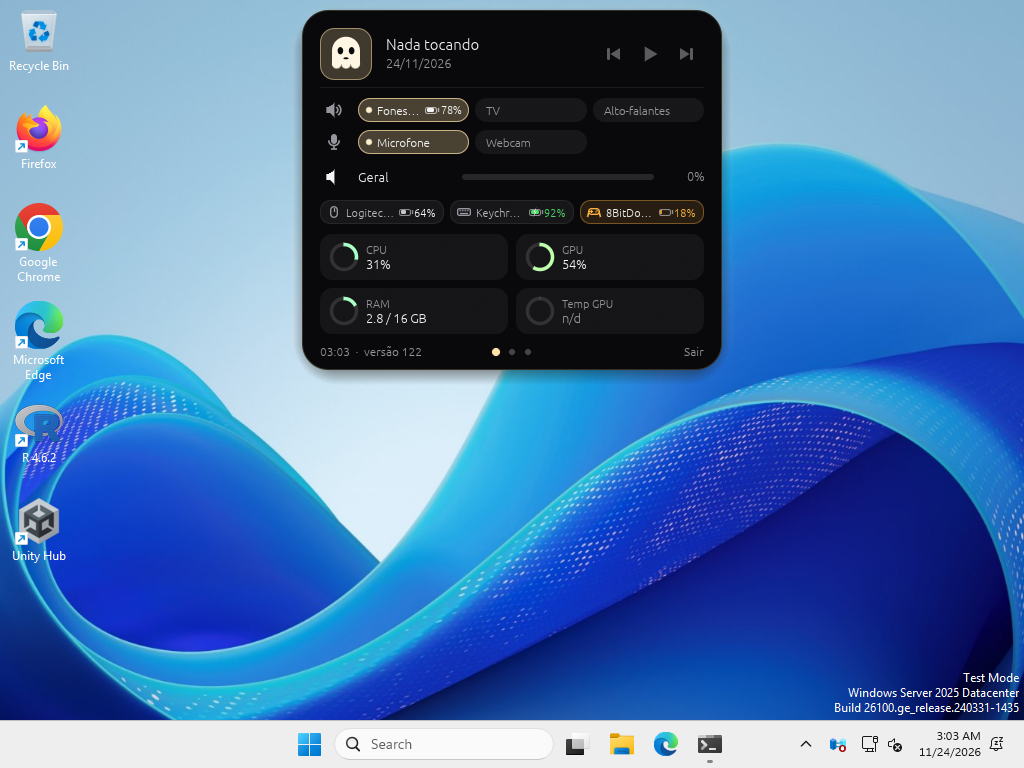 Recycle Bin
Firefox
Google
Chrome
Microsoft
Edge
R 4.6.2
Unity Hub
Nada tocando
24/11/2026
Fones… 78%
TV
Alto-falantes
Microfone
Webcam
Geral
0%
Logitec… 64%
Keychr… 92%
8BitDo… 18%
CPU
31%
GPU
54%
RAM
2.8 / 16 GB
Temp GPU
n/d
03:03 · versão 122
Sair
Test Mode
Windows Server 2025 Datacenter
Build 26100.ge_release.240331-1435
Search
3:03 AM
11/24/2026